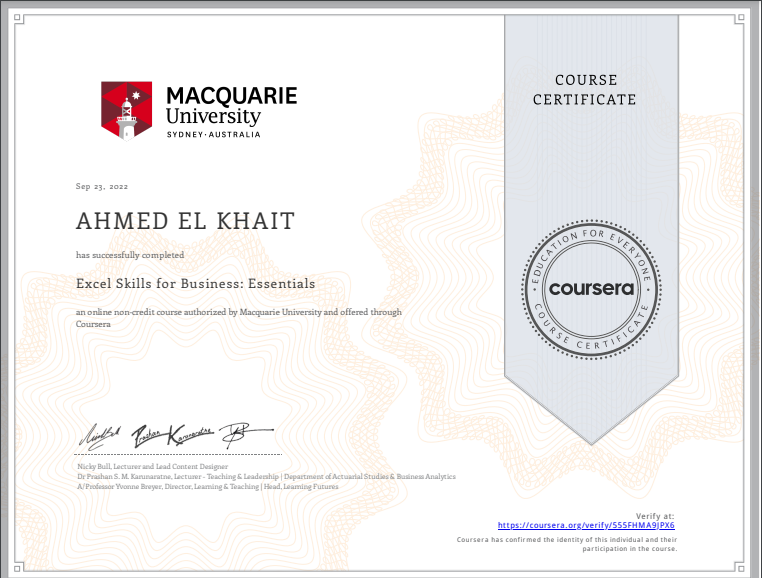 MACQUARIE
University
SYDNEY·AUSTRALIA
COURSE
CERTIFICATE
Sep 23, 2022
AHMED EL KHAIT
has successfully completed
Excel Skills for Business: Essentials
an online non-credit course authorized by Macquarie University and offered through
Coursera
EDUCATION FOR EVERYONE
coursera
COURSE CERTIFICATE
Prashan Karunaratne
Nicky Bull, Lecturer and Lead Content Designer
Dr Prashan S. M. Karunaratne, Lecturer - Teaching & Leadership | Department of Actuarial Studies & Business Analytics
A/Professor Yvonne Breyer, Director, Learning & Teaching | Head, Learning Futures
Verify at:
https://coursera.org/verify/555FHMA9JPX6
Coursera has confirmed the identity of this individual and their
participation in the course.